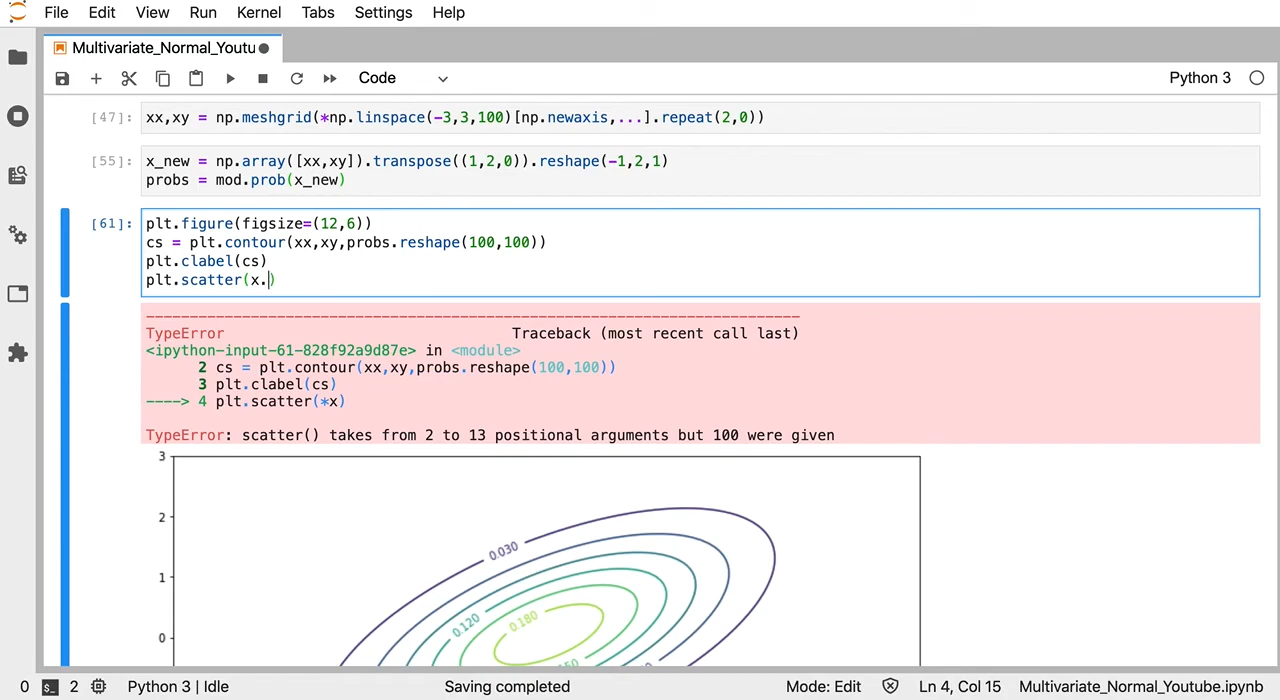 File Edit View Run Kernel Tabs Settings Help
Multivariate_Normal_Youtu
Code
Python 3
[47]: xx,xy = np.meshgrid(*np.linspace(-3,3,100)[np.newaxis,...].repeat(2,0))
[55]: x_new = np.array([xx,xy]).transpose((1,2,0)).reshape(-1,2,1)
probs = mod.prob(x_new)
[61]: plt.figure(figsize=(12,6))
cs = plt.contour(xx,xy,probs.reshape(100,100))
plt.clabel(cs)
plt.scatter(x.)
---------------------------------------------------------------------------
TypeError Traceback (most recent call last)
<ipython-input-61-828f92a9d87e> in <module>
2 cs = plt.contour(xx,xy,probs.reshape(100,100))
3 plt.clabel(cs)
----> 4 plt.scatter(*x)
TypeError: scatter() takes from 2 to 13 positional arguments but 100 were given
3
2
1
0
0.030
0.120
0.180
0 $_ 2 Python 3 | Idle Saving completed Mode: Edit Ln 4, Col 15 Multivariate_Normal_Youtube.ipynb